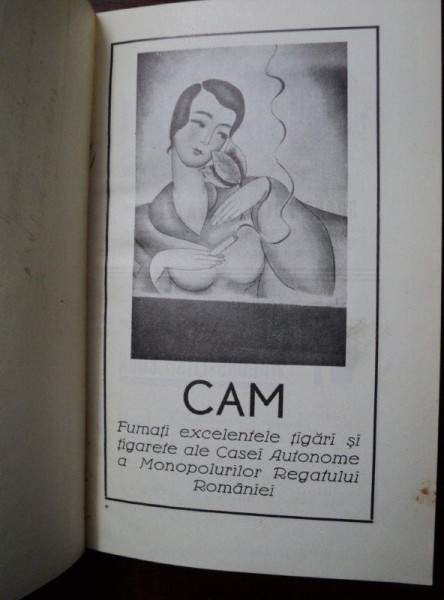 CAM
Fumați excelentele țigări și
țigarete ale Casei Autonome
a Monopolurilor Regatului
României